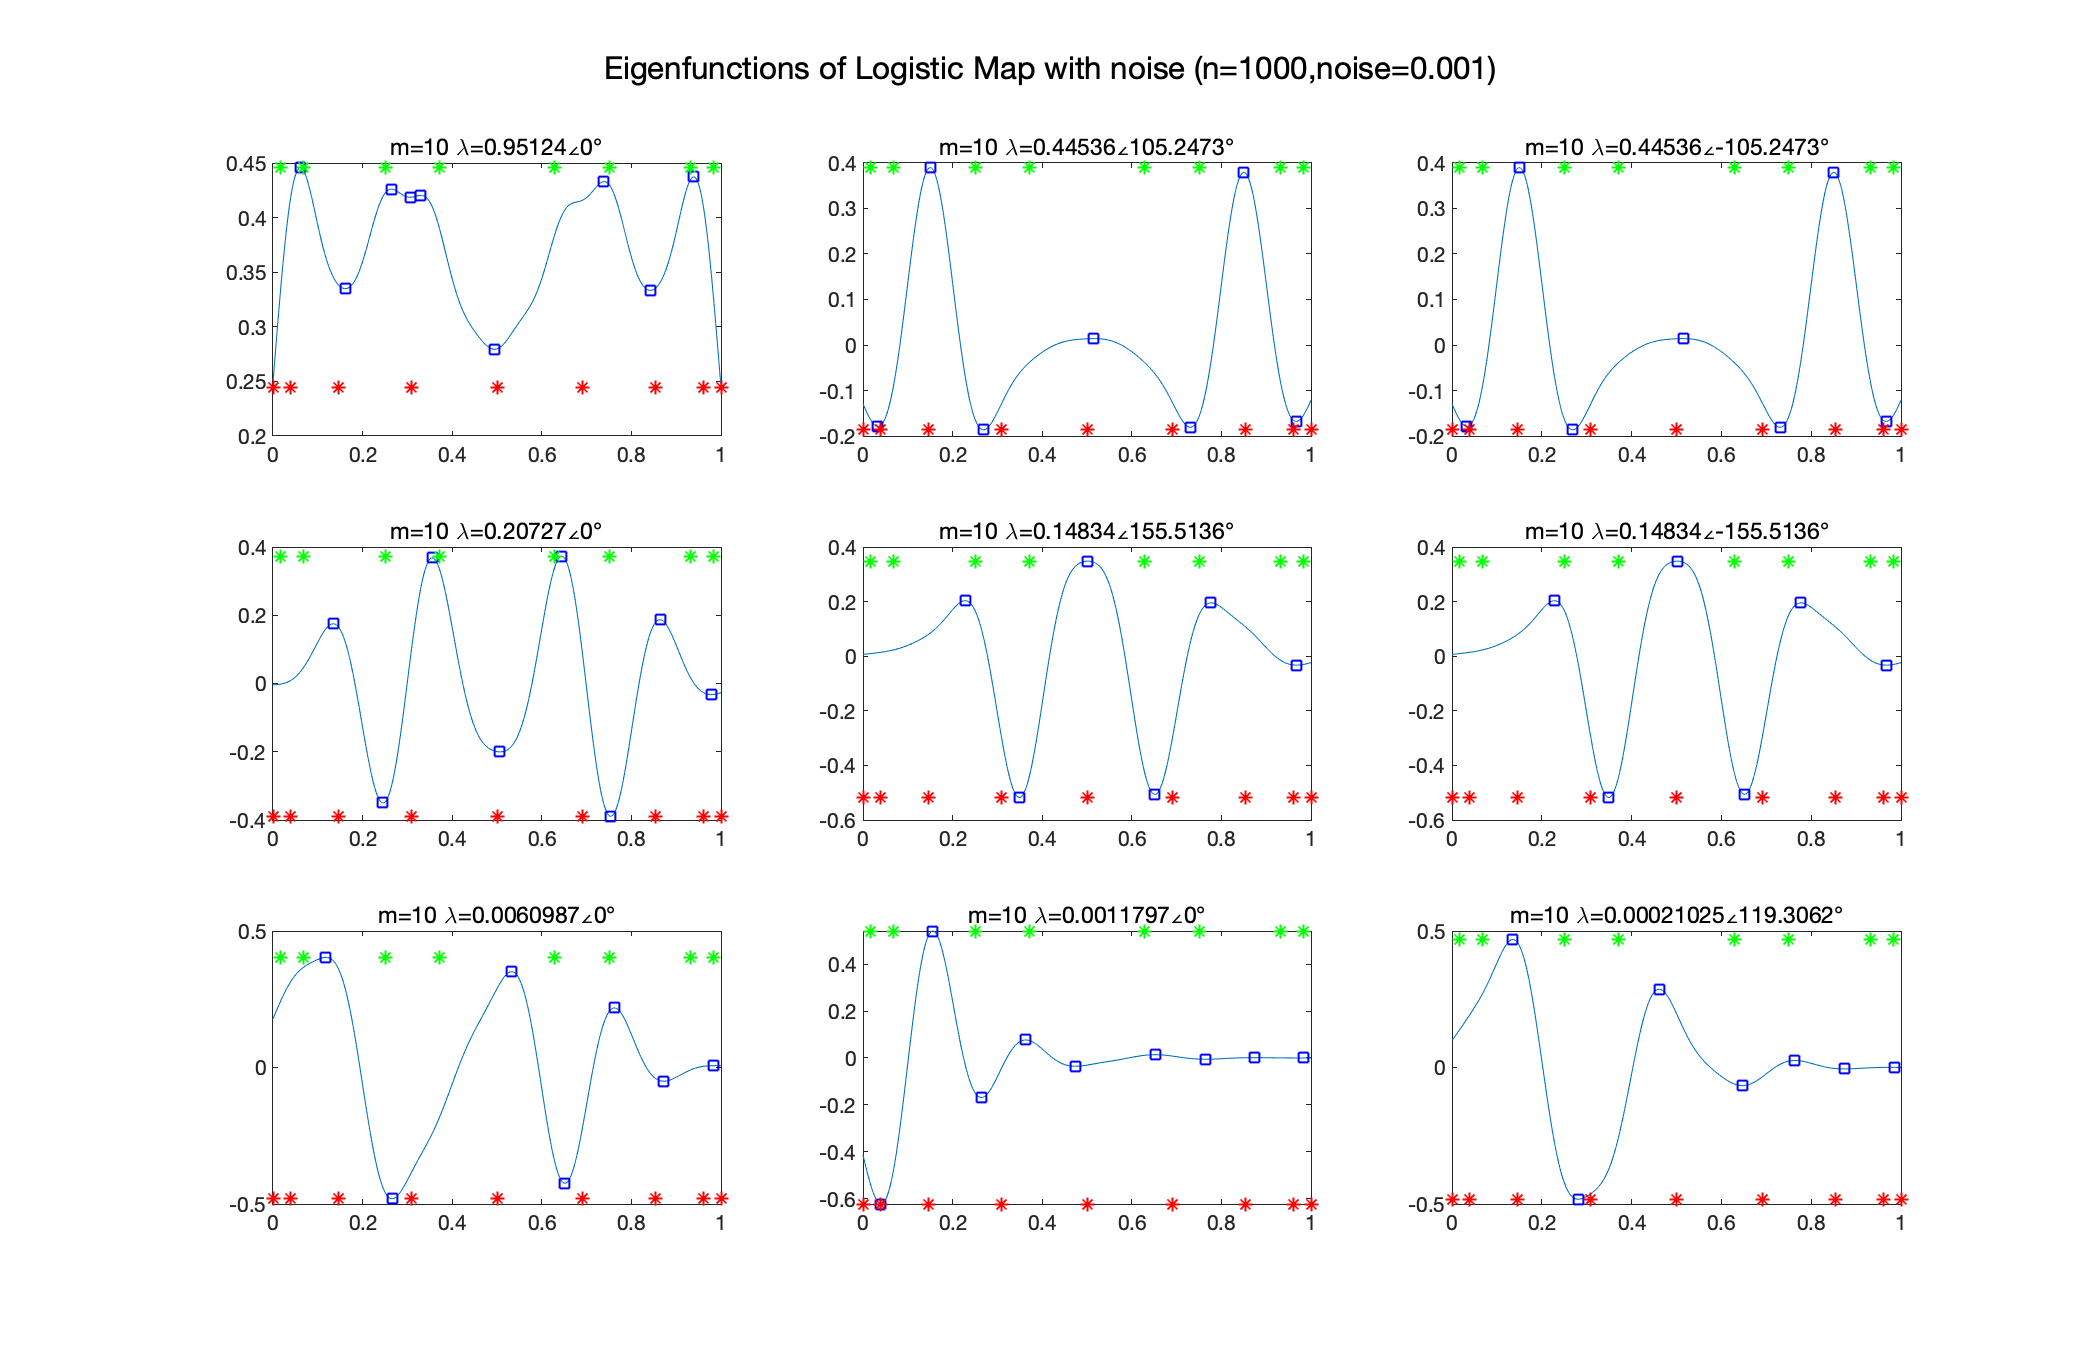 Eigenfunctions of Logistic Map with noise (n=1000,noise=0.001)
m=10 λ=0.95124∠0°
m=10 λ=0.44536∠105.2473°
m=10 λ=0.44536∠-105.2473°
0.45
0.4
0.35
0.3
0.25
0.2
0 0.2 0.4 0.6 0.8 1
0.4
0.3
0.2
0.1
0
-0.1
-0.2
0 0.2 0.4 0.6 0.8 1
0.4
0.3
0.2
0.1
0
-0.1
-0.2
0 0.2 0.4 0.6 0.8 1
m=10 λ=0.20727∠0°
m=10 λ=0.14834∠155.5136°
m=10 λ=0.14834∠-155.5136°
0.4
0.2
0
-0.2
-0.4
0 0.2 0.4 0.6 0.8 1
0.4
0.2
0
-0.2
-0.4
-0.6
0 0.2 0.4 0.6 0.8 1
0.4
0.2
0
-0.2
-0.4
-0.6
0 0.2 0.4 0.6 0.8 1
m=10 λ=0.0060987∠0°
m=10 λ=0.0011797∠0°
m=10 λ=0.00021025∠119.3062°
0.5
0
-0.5
0 0.2 0.4 0.6 0.8 1
0.4
0.2
0
-0.2
-0.4
-0.6
0 0.2 0.4 0.6 0.8 1
0.5
0
-0.5
0 0.2 0.4 0.6 0.8 1